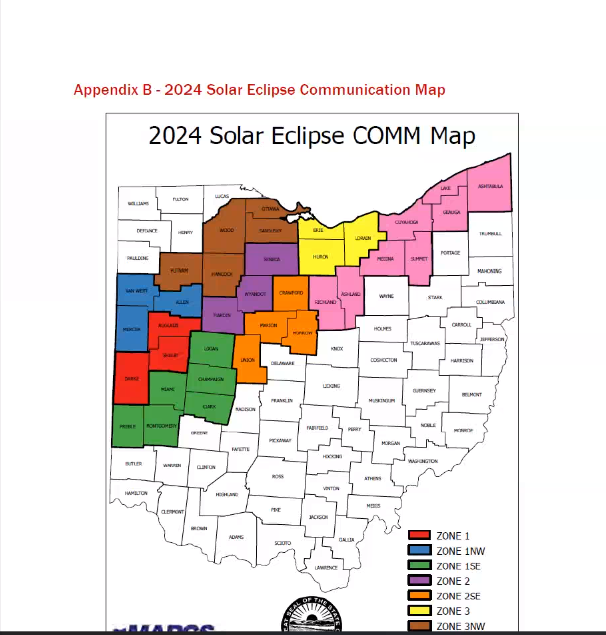 Appendix B - 2024 Solar Eclipse Communication Map
2024 Solar Eclipse COMM Map
ASHTABULA
LAKE
WILLIAMS
FULTON
LUCAS
GEAUGA
OTTAWA
CUYAHOGA
DEFIANCE
HENRY
WOOD
SANDUSKY
ERIE
LORAIN
TRUMBULL
PAULDING
SENECA
HURON
MEDINA
SUMMIT
PORTAGE
PUTNAM
HANCOCK
MAHONING
VAN WERT
ALLEN
WYANDOT
CRAWFORD
RICHLAND
ASHLAND
WAYNE
STARK
COLUMBIANA
MERCER
AUGLAIZE
HARDIN
MARION
MORROW
HOLMES
CARROLL
JEFFERSON
TUSCARAWAS
SHELBY
LOGAN
KNOX
COSHOCTON
HARRISON
UNION
DELAWARE
DARKE
CHAMPAIGN
MIAMI
LICKING
GUERNSEY
BELMONT
CLARK
MADISON
FRANKLIN
MUSKINGUM
PREBLE
MONTGOMERY
GREENE
FAIRFIELD
PERRY
NOBLE
MONROE
FAYETTE
PICKAWAY
MORGAN
HOCKING
WASHINGTON
BUTLER
WARREN
CLINTON
ROSS
ATHENS
VINTON
HAMILTON
HIGHLAND
CLERMONT
PIKE
MEIGS
JACKSON
BROWN
ADAMS
SCIOTO
GALLIA
LAWRENCE
ZONE 1
ZONE 1NW
ZONE 1SE
ZONE 2
ZONE 2SE
ZONE 3
ZONE 3NW
MARCS